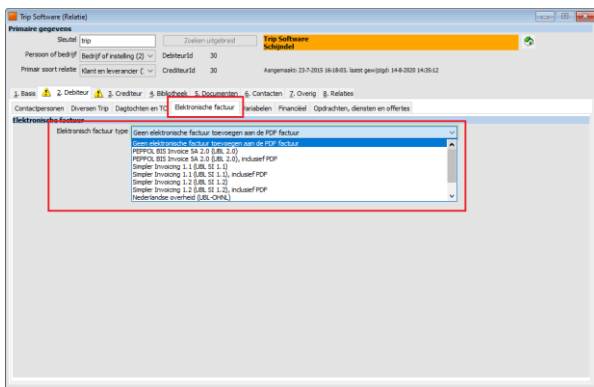 Trip Software (Relatie)
Primaire gegevens
Sleutel trip Zoeken uitgebreid Trip Software
Schijndel
Persoon of bedrijf Bedrijf of instelling (2) DebiteurId 30
Primair soort relatie Klant en leverancier ( CrediteurId 30 Aangemaakt: 23-7-2015 16:18:03. laatst gewijzigd: 14-8-2020 14:35:12
1. Basis 2. Debiteur 3. Crediteur 4. Bibliotheek 5. Documenten 6. Contacten 7. Overig 8. Relaties
Contactpersonen Diversen Trip Dagtochten en TC Elektronische factuur Variabelen Financieel Opdrachten, diensten en offertes
Elektronische factuur
Elektronisch factuur type Geen elektronische factuur toevoegen aan de PDF factuur
Geen elektronische factuur toevoegen aan de PDF factuur
PEPPOL BIS Invoice 5A 2.0 (UBL 2.0)
PEPPOL BIS Invoice 5A 2.0 (UBL 2.0), inclusief PDF
Simpler Invoicing 1.1 (UBL SI 1.1)
Simpler Invoicing 1.1 (UBL SI 1.1), inclusief PDF
Simpler Invoicing 1.2 (UBL SI 1.2)
Simpler Invoicing 1.2 (UBL SI 1.2), inclusief PDF
Nederlandse overheid (UBL-OHNL)